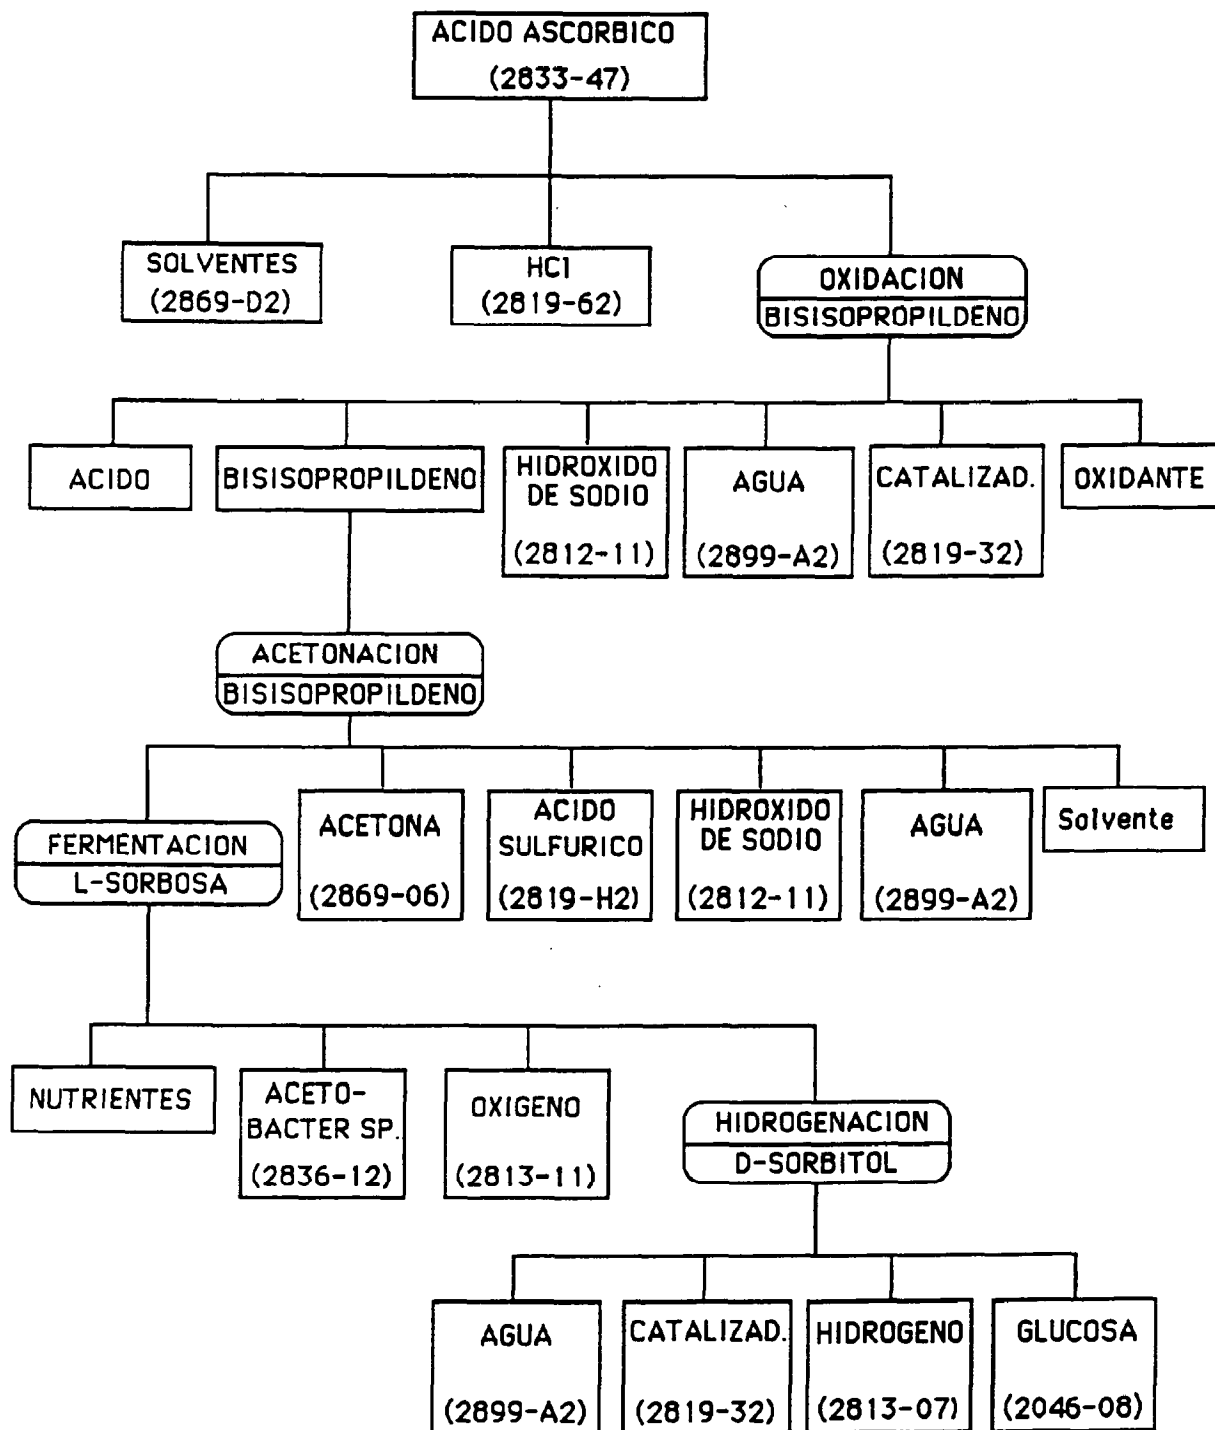 ACIDO ASCORBICO
(2833-47)
SOLVENTES
(2869-D2)
HCl
(2819-62)
OXIDACION
BISISOPROPILDENO
ACIDO
BISISOPROPILDENO
HIDROXIDO
DE SODIO
(2812-11)
AGUA
(2899-A2)
CATALIZAD.
(2819-32)
OXIDANTE
ACETONACION
BISISOPROPILDENO
FERMENTACION
L-SORBOSA
ACETONA
(2869-06)
ACIDO
SULFURICO
(2819-H2)
HIDROXIDO
DE SODIO
(2812-11)
AGUA
(2899-A2)
Solvente
NUTRIENTES
ACETO-
BACTER SP.
(2836-12)
OXIGENO
(2813-11)
HIDROGENACION
D-SORBITOL
AGUA
(2899-A2)
CATALIZAD.
(2819-32)
HIDROGENO
(2813-07)
GLUCOSA
(2046-08)